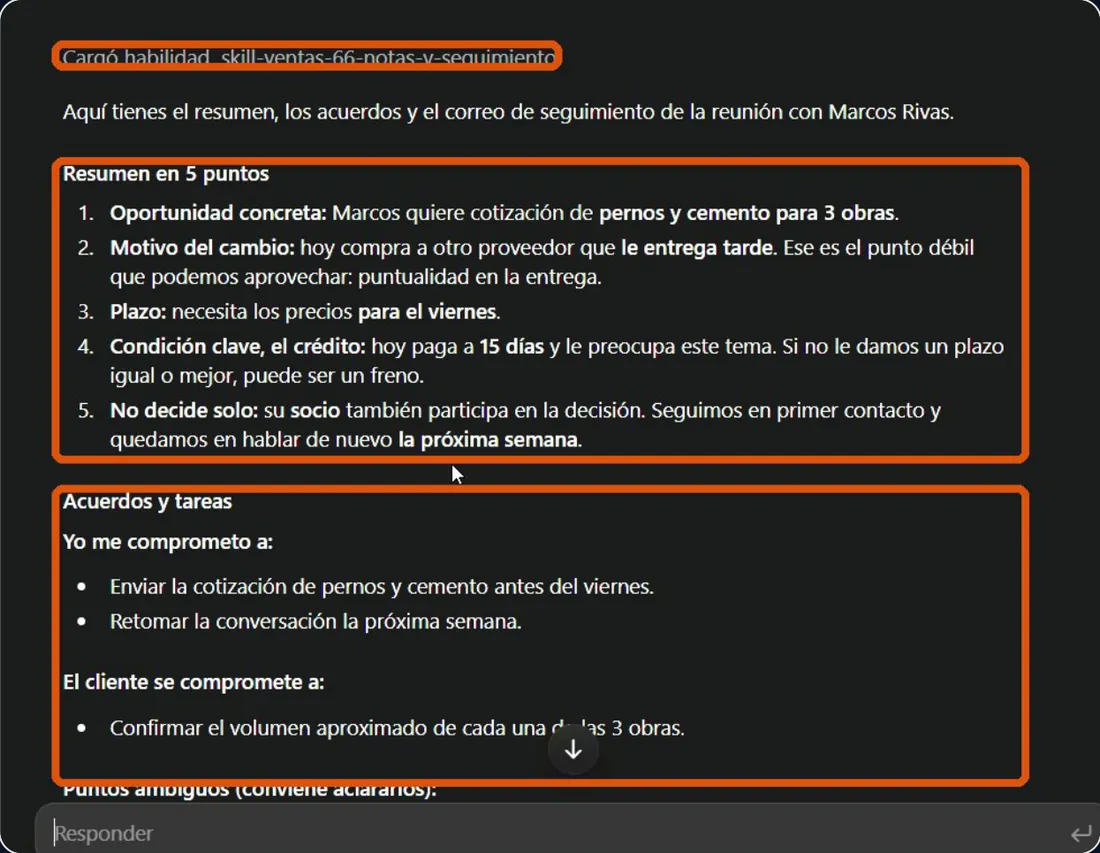 Cargó habilidad skill-ventas-66-notas-y-seguimiento
Aquí tienes el resumen, los acuerdos y el correo de seguimiento de la reunión con Marcos Rivas.
Resumen en 5 puntos
1. Oportunidad concreta: Marcos quiere cotización de pernos y cemento para 3 obras.
2. Motivo del cambio: hoy compra a otro proveedor que le entrega tarde. Ese es el punto débil
que podemos aprovechar: puntualidad en la entrega.
3. Plazo: necesita los precios para el viernes.
4. Condición clave, el crédito: hoy paga a 15 días y le preocupa este tema. Si no le damos un plazo
igual o mejor, puede ser un freno.
5. No decide solo: su socio también participa en la decisión. Seguimos en primer contacto y
quedamos en hablar de nuevo la próxima semana.
Acuerdos y tareas
Yo me comprometo a:
• Enviar la cotización de pernos y cemento antes del viernes.
• Retomar la conversación la próxima semana.
El cliente se compromete a:
• Confirmar el volumen aproximado de cada una de las 3 obras.
Puntos ambiguos (conviene aclararlos):
Responder